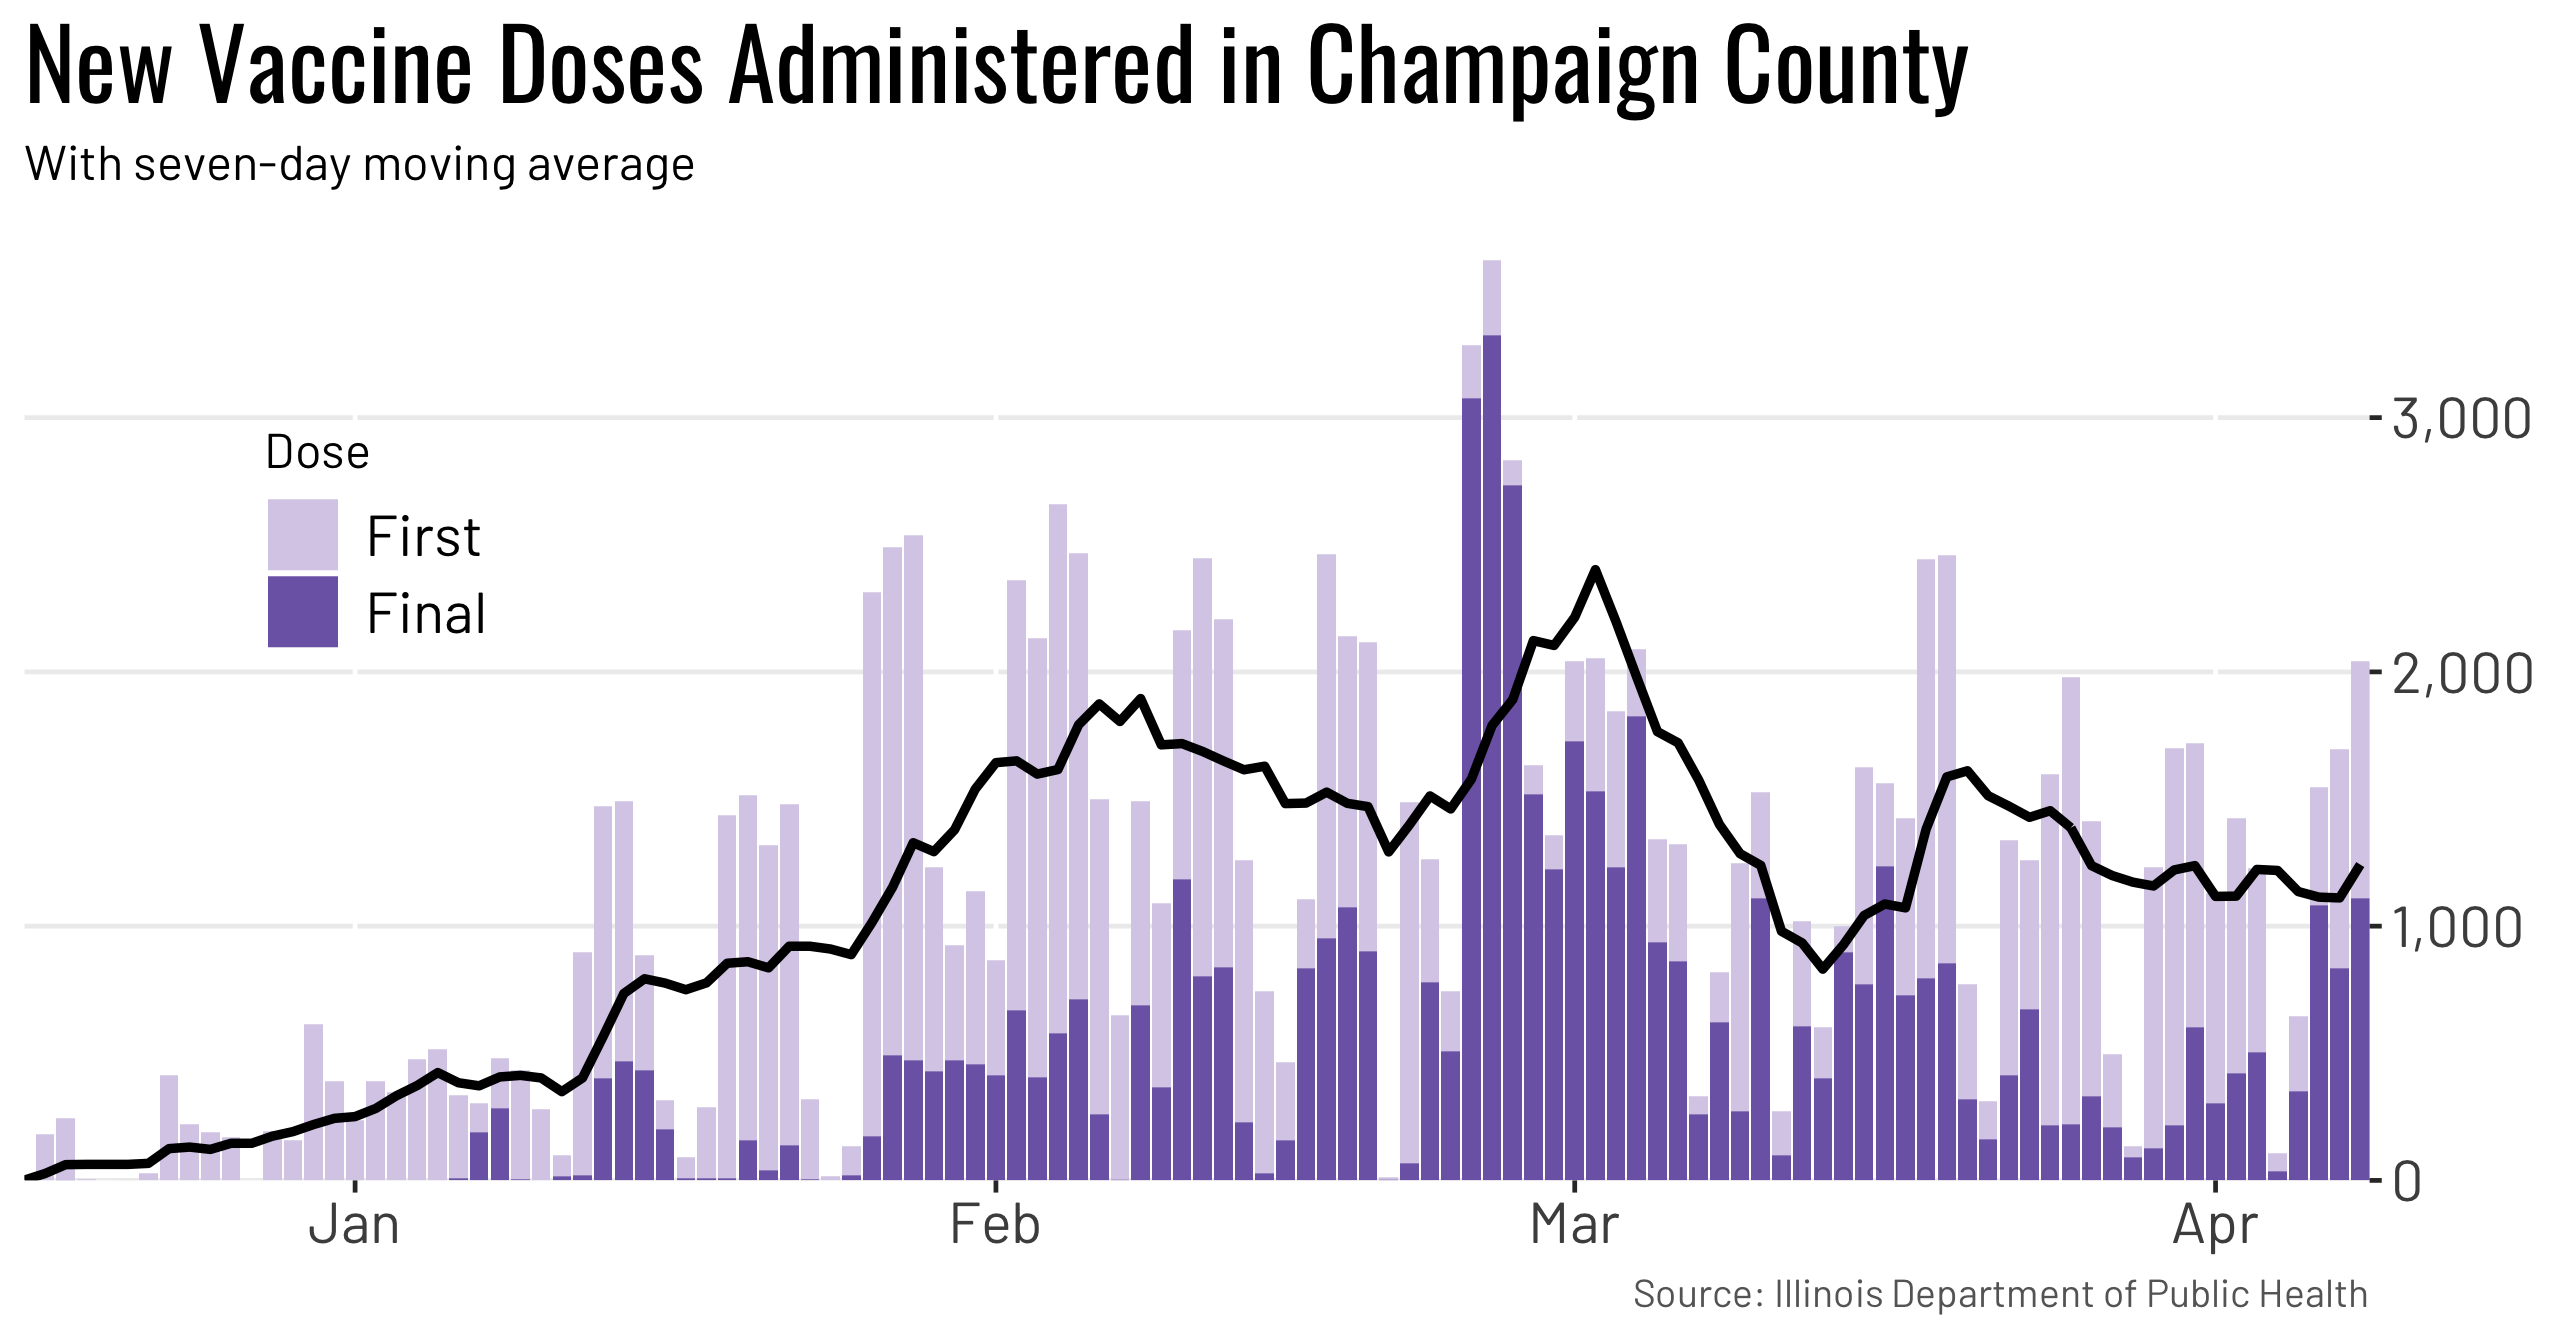 New Vaccine Doses Administered in Champaign County
With seven-day moving average
3,000
Dose
First
Final
2,000
1,000
0
Jan Feb Mar Apr
Source: Illinois Department of Public Health